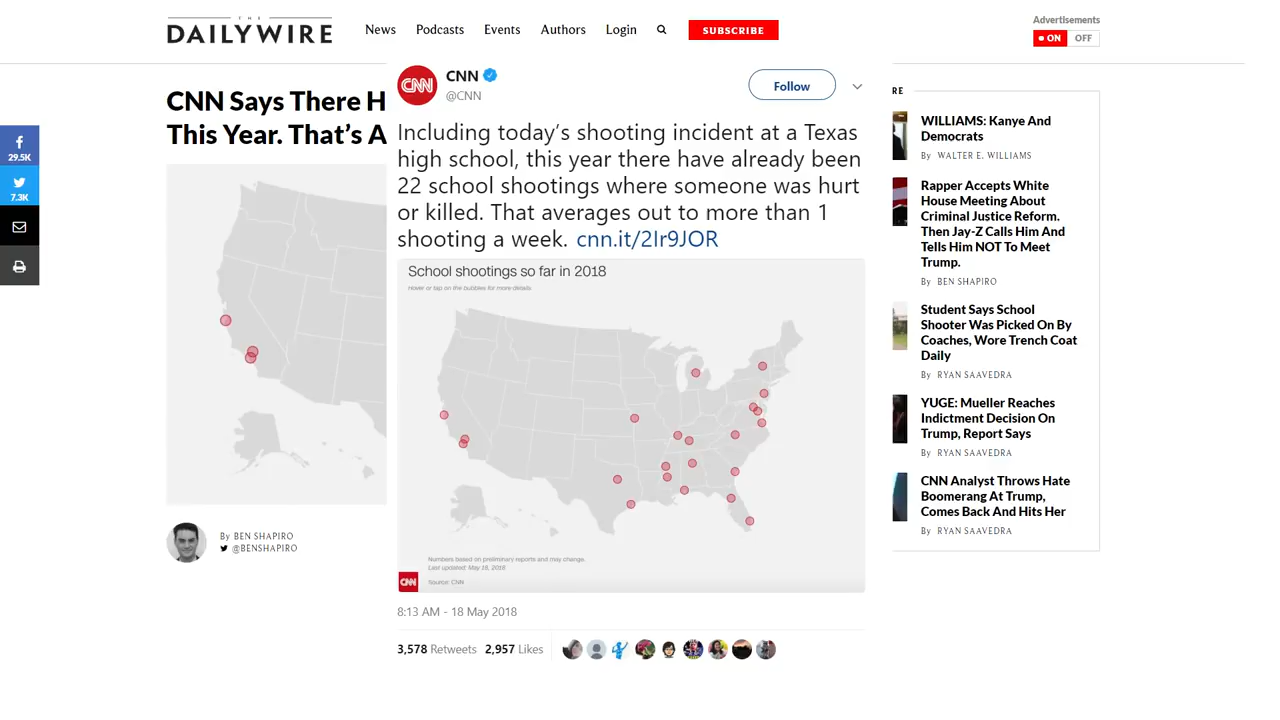 THE
DAILYWIRE
News Podcasts Events Authors Login SUBSCRIBE
Advertisements
ON OFF
CNN Says There H
This Year. That’s A
29.5K
7.3K
By BEN SHAPIRO
@BENSHAPIRO
CNN
@CNN
Follow
Including today’s shooting incident at a Texas
high school, this year there have already been
22 school shootings where someone was hurt
or killed. That averages out to more than 1
shooting a week. cnn.it/2Ir9JOR
School shootings so far in 2018
Hover or tap on the bubbles for more details
Numbers based on preliminary reports and may change.
Last updated: May 18, 2018
CNN
Source: CNN
8:13 AM - 18 May 2018
3,578 Retweets 2,957 Likes
RE
WILLIAMS: Kanye And
Democrats
By WALTER E. WILLIAMS
Rapper Accepts White
House Meeting About
Criminal Justice Reform.
Then Jay-Z Calls Him And
Tells Him NOT To Meet
Trump.
By BEN SHAPIRO
Student Says School
Shooter Was Picked On By
Coaches, Wore Trench Coat
Daily
By RYAN SAAVEDRA
YUGE: Mueller Reaches
Indictment Decision On
Trump, Report Says
By RYAN SAAVEDRA
CNN Analyst Throws Hate
Boomerang At Trump,
Comes Back And Hits Her
By RYAN SAAVEDRA